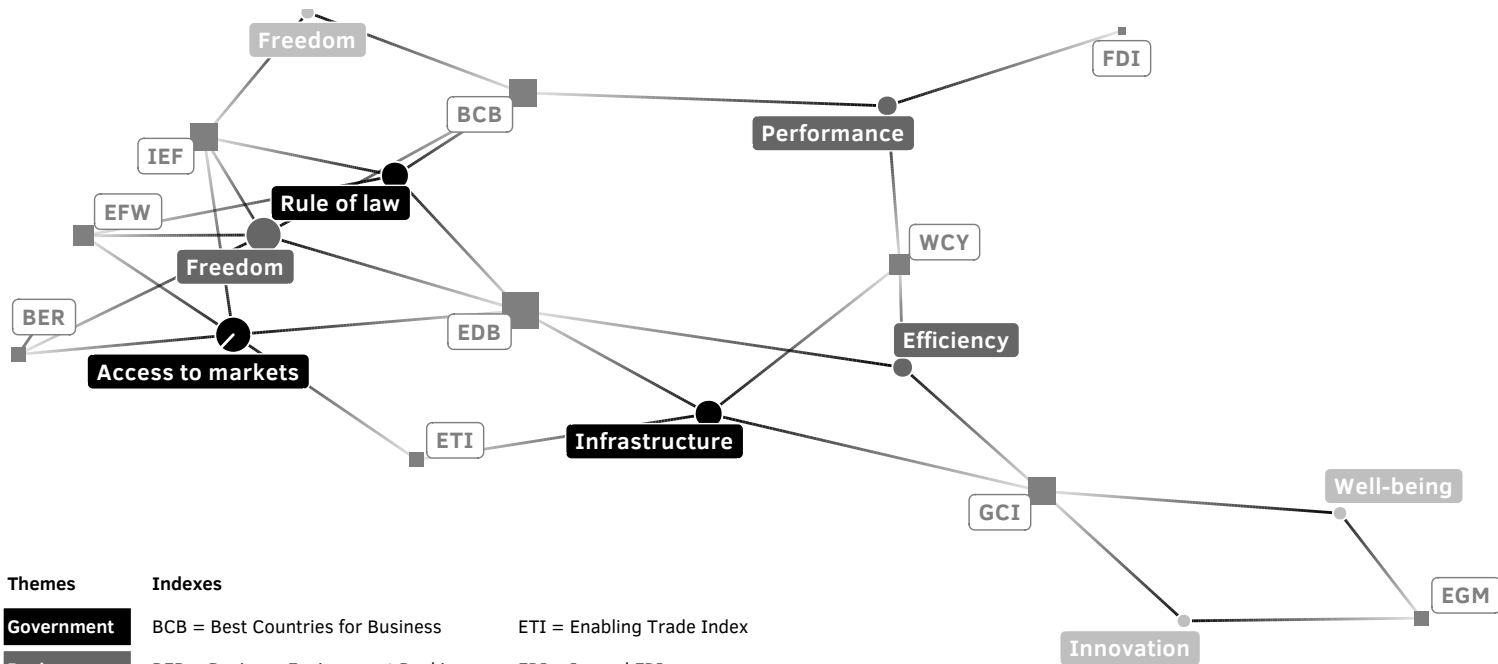 Freedom
FDI
BCB
Performance
IEF
Rule of law
EFW
WCY
Freedom
BER
EDB
Efficiency
Access to markets
ETI
Infrastructure
Well-being
GCI
EGM
Innovation
Themes Indexes
Government BCB = Best Countries for Business ETI = Enabling Trade Index